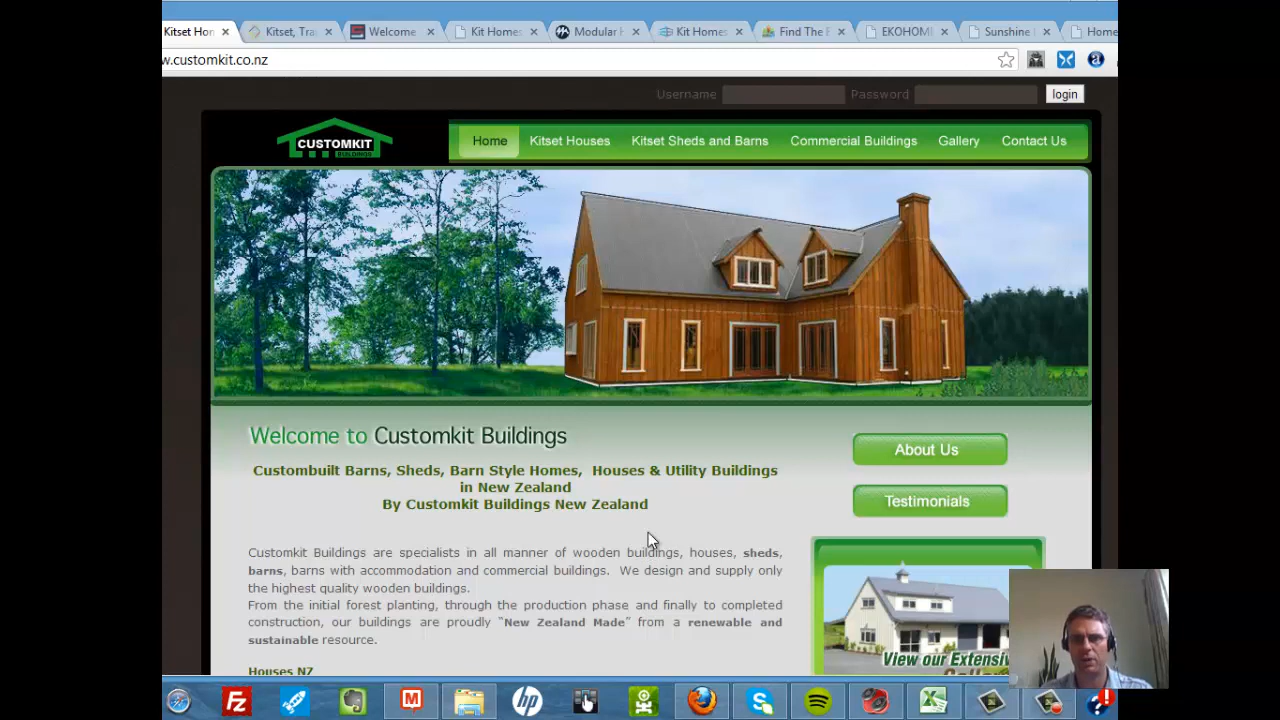 Kitset Hon
Kitset, Tra
Welcome
Kit Homes
Modular H
Kit Homes
Find The B
EKOHOM
Sunshine
Home
w.customkit.co.nz
Username
Password
login
CUSTOMKIT
BUILDINGS
Home
Kitset Houses
Kitset Sheds and Barns
Commercial Buildings
Gallery
Contact Us
Welcome to Customkit Buildings
Custombuilt Barns, Sheds, Barn Style Homes, Houses & Utility Buildings
in New Zealand
By Customkit Buildings New Zealand
Customkit Buildings are specialists in all manner of wooden buildings, houses, sheds,
barns, barns with accommodation and commercial buildings. We design and supply only
the highest quality wooden buildings.
From the initial forest planting, through the production phase and finally to completed
construction, our buildings are proudly “New Zealand Made” from a renewable and
sustainable resource.
Houses NZ
About Us
Testimonials
View our Extensi